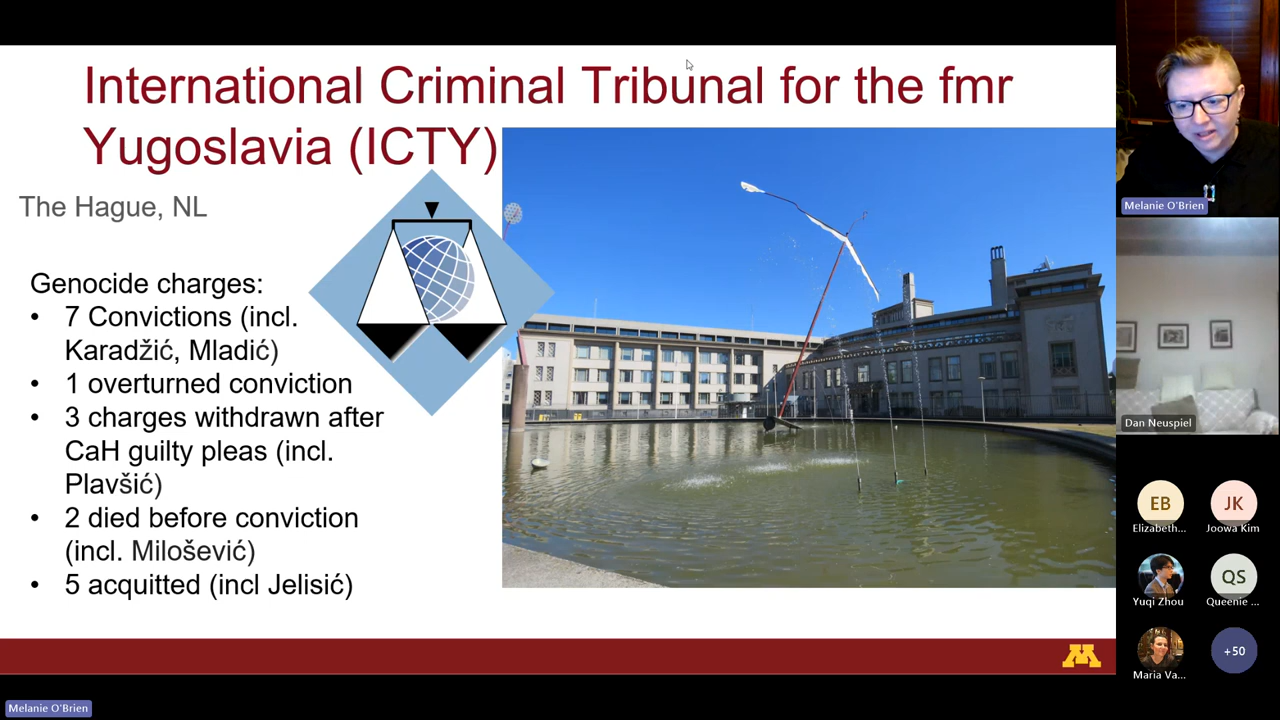 International Criminal Tribunal for the fmr
Yugoslavia (ICTY)
The Hague, NL
Genocide charges:
• 7 Convictions (incl.
Karadžić, Mladić)
• 1 overturned conviction
• 3 charges withdrawn after
CaH guilty pleas (incl.
Plavšić)
• 2 died before conviction
(incl. Milošević)
• 5 acquitted (incl Jelisić)
M
Melanie O'Brien
Dan Neuspiel
EB
JK
Elizabeth...
Joowa Kim
QS
Yuqi Zhou
Queenie ...
+50
Maria Va...
Melanie O'Brien